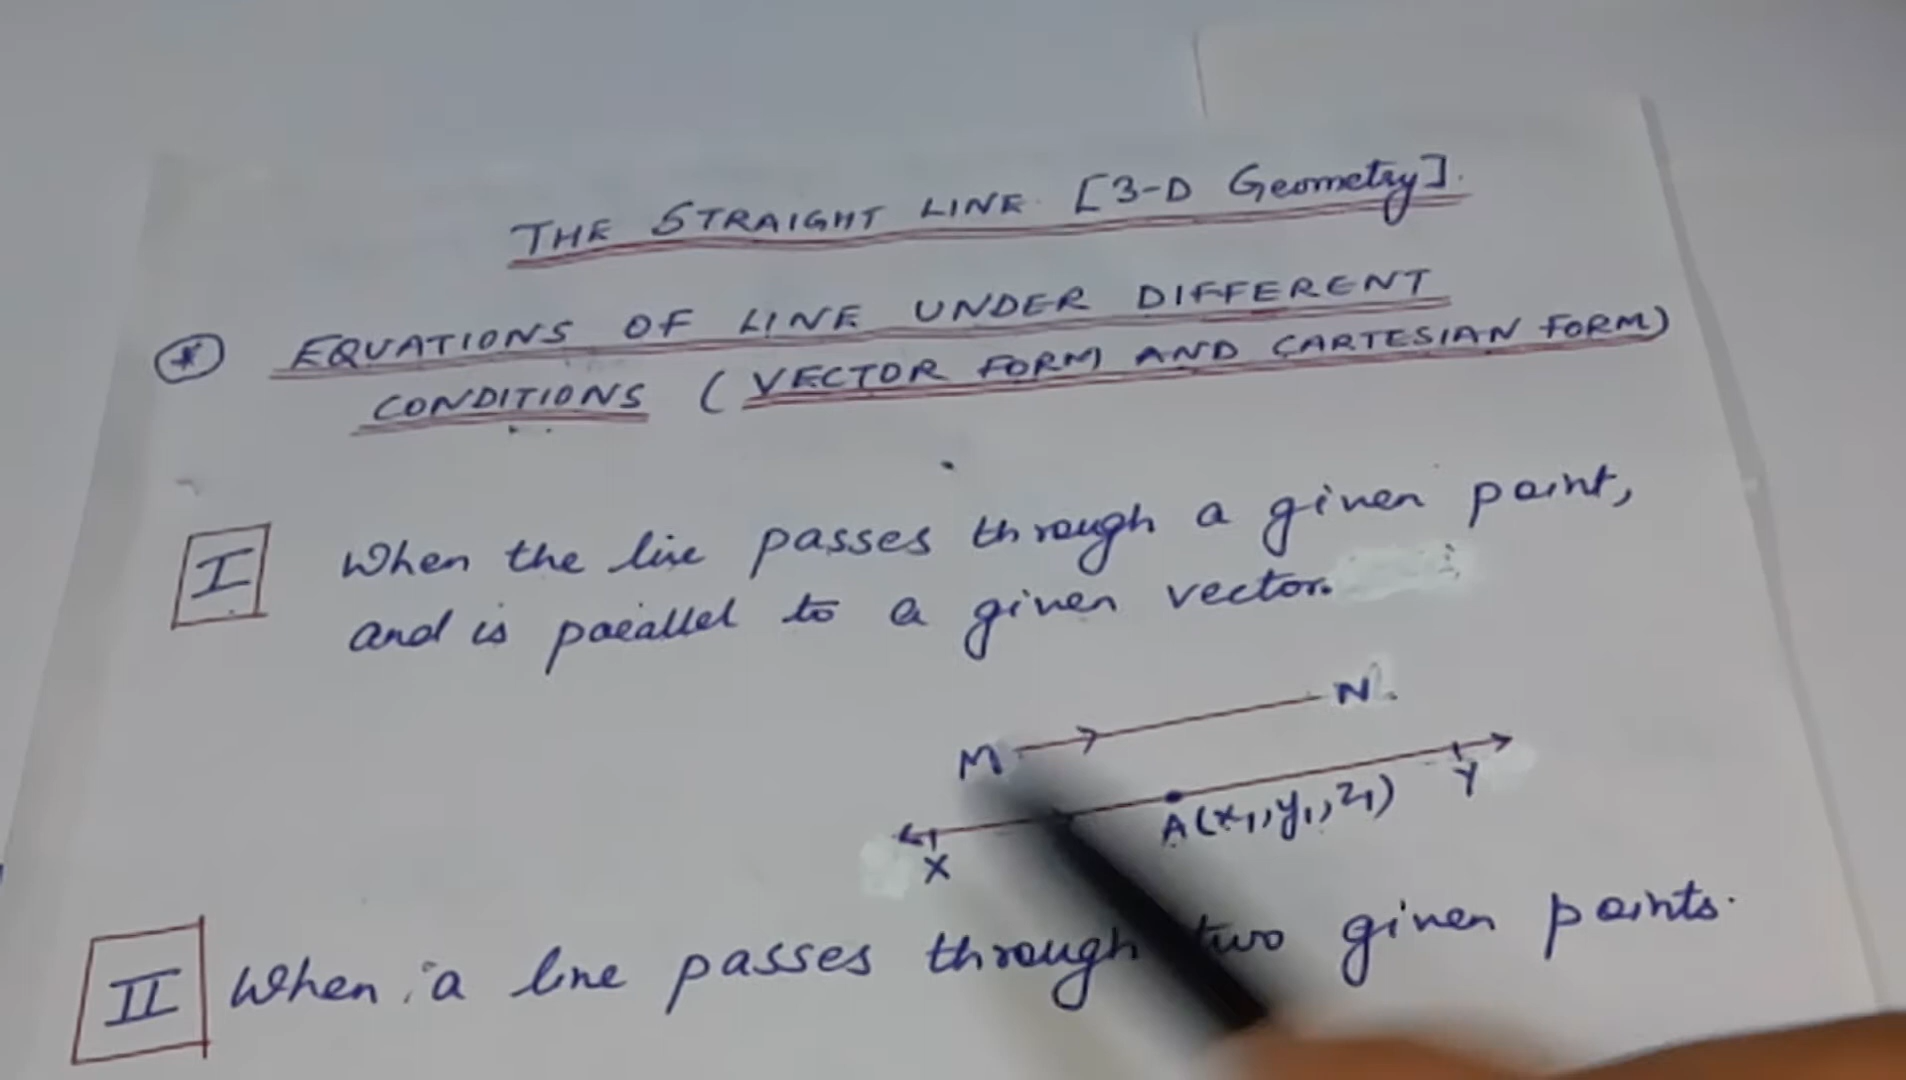 THE STRAIGHT LINE [3-D Geometry].
* EQUATIONS OF LINE UNDER DIFFERENT
CONDITIONS (VECTOR FORM AND CARTESIAN FORM)
I When the line passes through a given point,
and is parallel to a given vector.
M N
A(x₁, y₁, z₁) Y
X
II When a line passes through two given points.